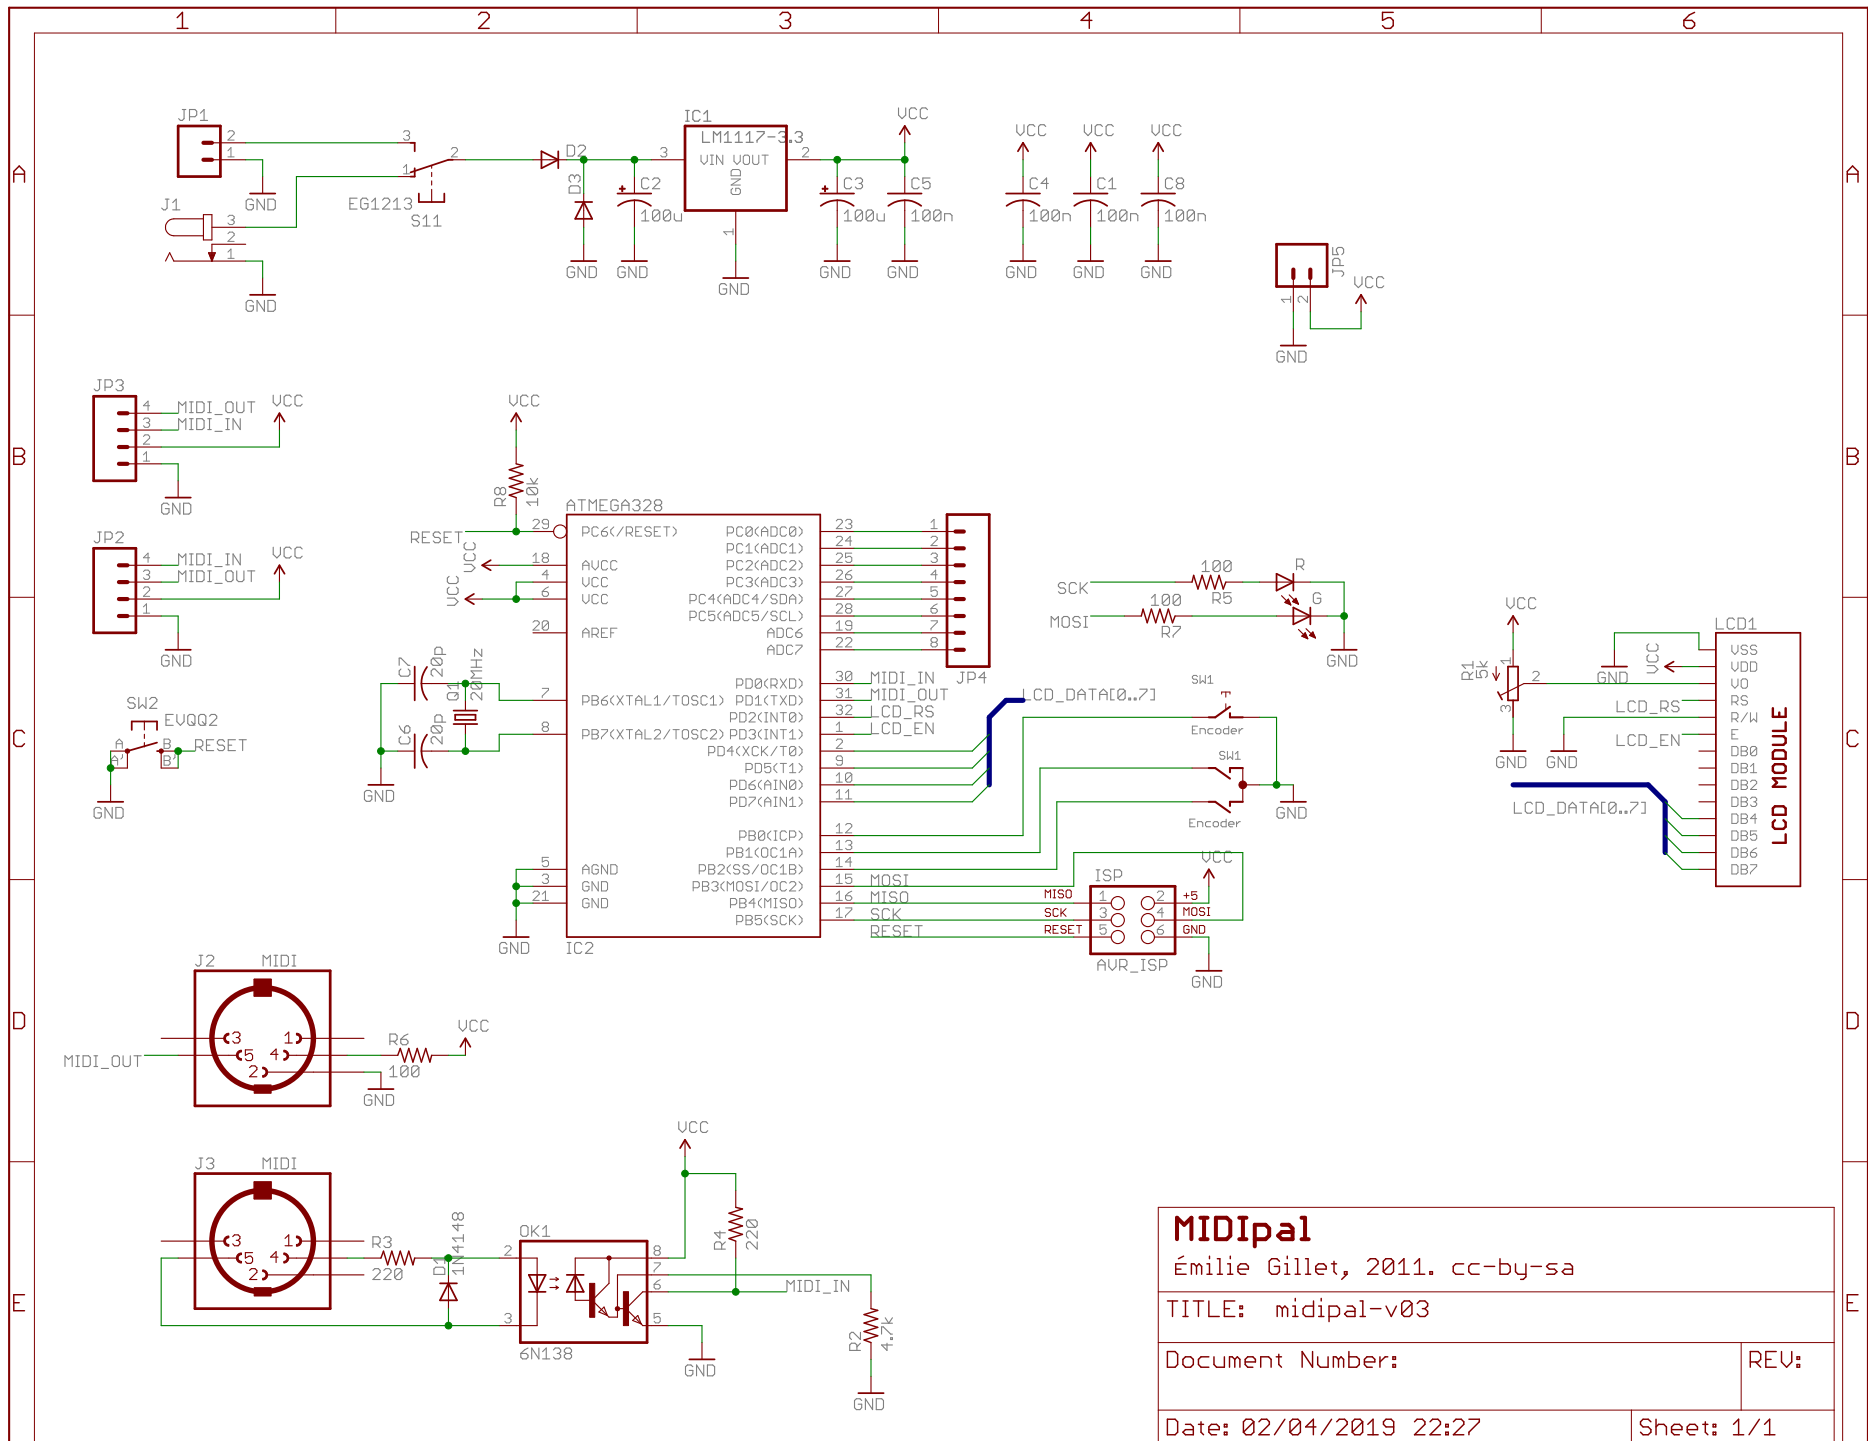 1 2 3 4 5 6
A A
B B
C C
D D
E E
JP1
2
1
GND
J1
3
2
1
GND
3
1
2
EG1213
S11
D2
D3
GND
C2
100u
GND
IC1
LM1117-3.3
3
VIN VOUT
2
GND
1
GND
C3
100u
GND
VCC
C5
100n
GND
VCC
C4
100n
GND
VCC
C1
100n
GND
VCC
C8
100n
GND
JP5
1
2
VCC
GND
JP3
4 MIDI_OUT
3 MIDI_IN
2
1
VCC
GND
JP2
4 MIDI_IN
3 MIDI_OUT
2
1
VCC
GND
SW2
EVQQ2
A B
A' B'
RESET
GND
VCC
R8
10k
RESET
VCC
VCC
C7
20p
C6
20p
Q1
20MHz
GND
GND
ATMEGA328
29 PC6(/RESET) PC0(ADC0) 23
PC1(ADC1) 24
18 AVCC PC2(ADC2) 25
4 VCC PC3(ADC3) 26
6 VCC PC4(ADC4/SDA) 27
PC5(ADC5/SCL) 28
20 AREF ADC6 19
ADC7 22
PD0(RXD) 30 MIDI_IN
7 PB6(XTAL1/TOSC1) PD1(TXD) 31 MIDI_OUT
PD2(INT0) 32 LCD_RS
8 PB7(XTAL2/TOSC2) PD3(INT1) 1 LCD_EN
PD4(XCK/T0) 2
PD5(T1) 9
PD6(AIN0) 10
PD7(AIN1) 11
PB0(ICP) 12
PB1(OC1A) 13
5 AGND PB2(SS/OC1B) 14
3 GND PB3(MOSI/OC2) 15 MOSI
21 GND PB4(MISO) 16 MISO
PB5(SCK) 17 SCK
RESET
IC2
1
2
3
4
5
6
7
8
JP4
LCD_DATA[0..7]
SCK
100
R5
R
MOSI
100
R7
G
GND
SW1
Encoder
SW1
Encoder
GND
VCC
ISP
MISO 1 2 +5
SCK 3 4 MOSI
RESET 5 6 GND
AVR_ISP
GND
VCC
R1
5k
1
2
3
GND
GND
VCC
GND
LCD_RS
LCD_EN
LCD_DATA[0..7]
LCD1
VSS
VDD
VO
RS
R/W
E
DB0
DB1
DB2
DB3
DB4
DB5
DB6
DB7
LCD MODULE
J2 MIDI
3 1
5 4
2
MIDI_OUT
R6
100
VCC
GND
J3 MIDI
3 1
5 4
2
R3
220
D1
1N4148
OK1
2
3
8
7
6
5
6N138
VCC
R4
220
MIDI_IN
GND
R2
4.7k
GND
MIDIpal
Émilie Gillet, 2011. cc-by-sa
TITLE: midipal-v03
Document Number:
REV:
Date: 02/04/2019 22:27
Sheet: 1/1